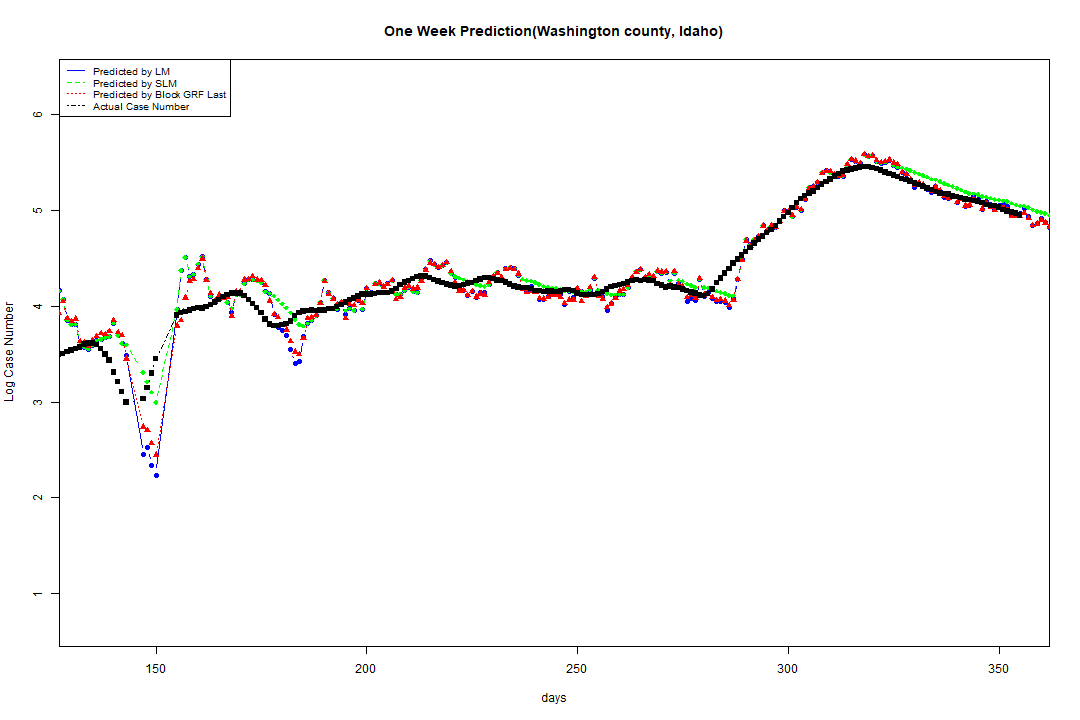 One Week Prediction(Washington county, Idaho)
Predicted by LM
Predicted by SLM
Predicted by Block GRF Last
Actual Case Number
6
5
4
3
2
1
Log Case Number
150 200 250 300 350
days